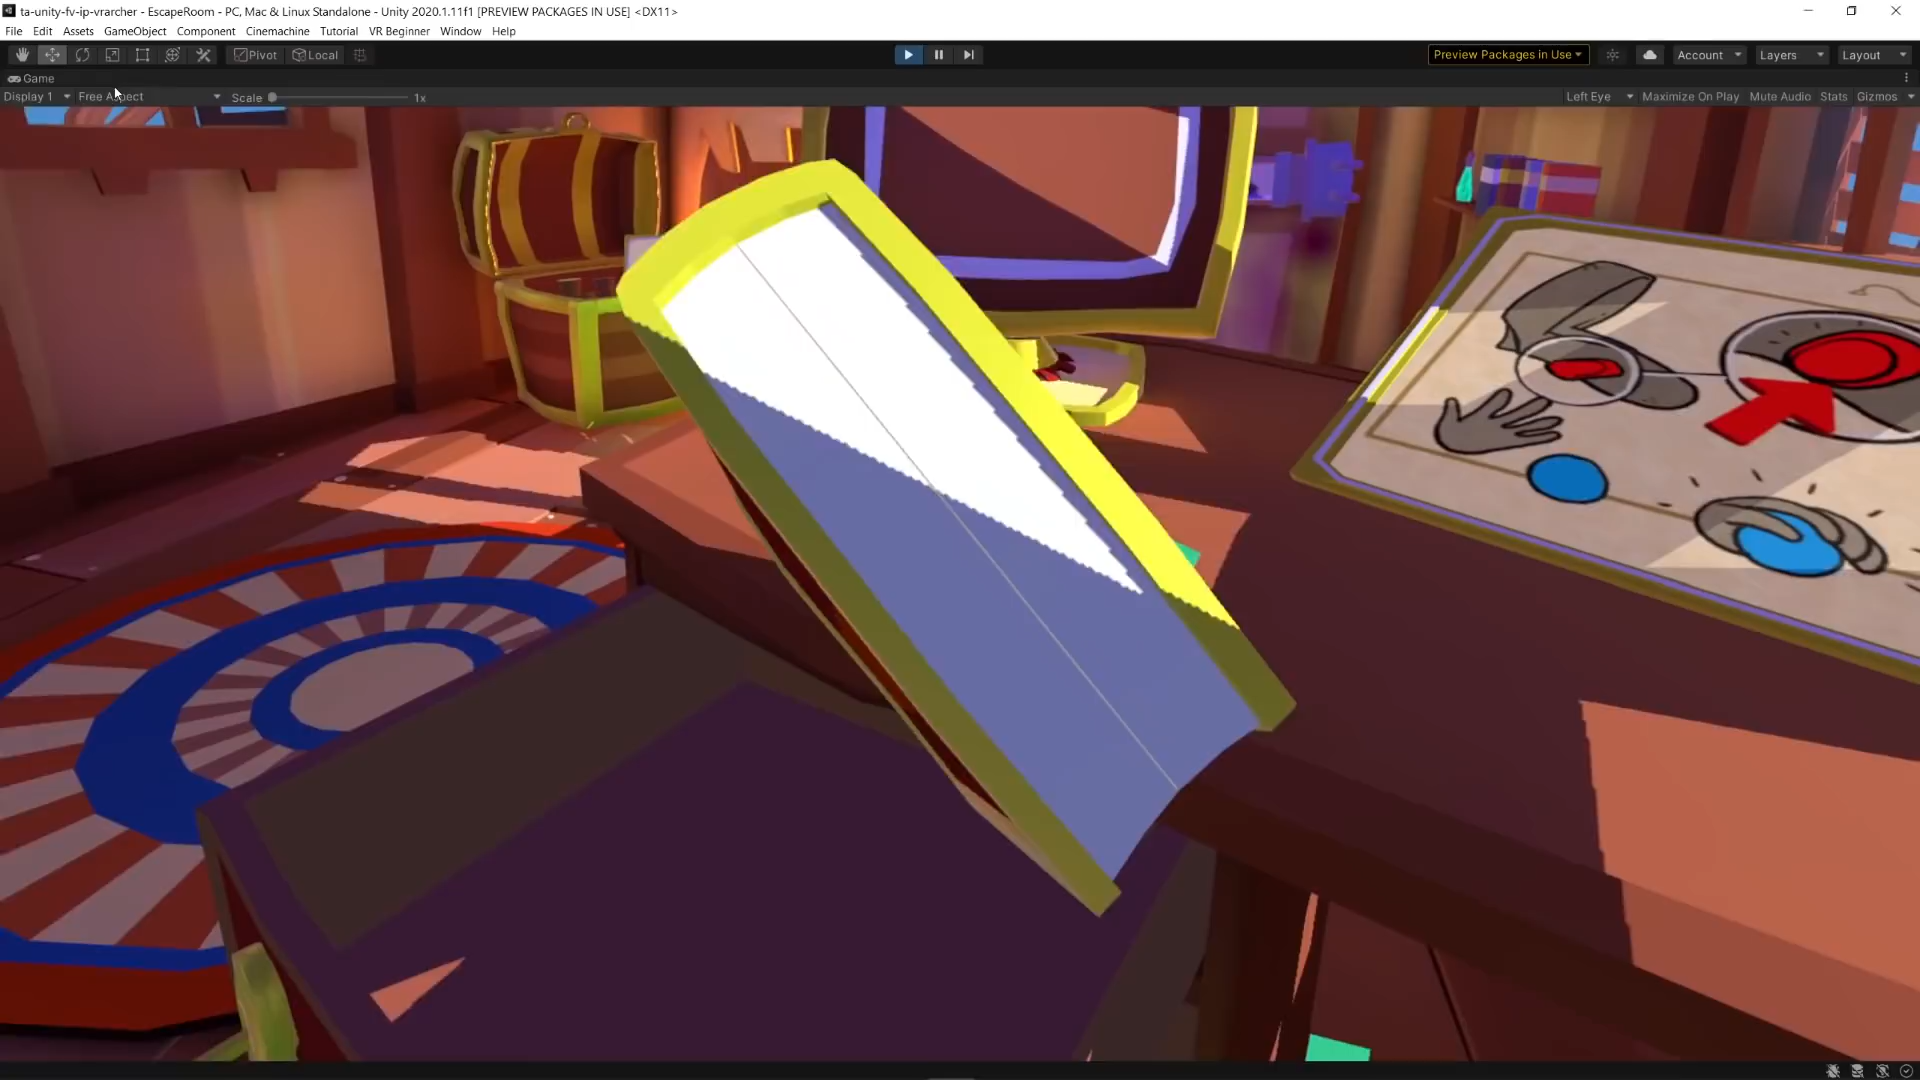 ta-unity-fv-ip-vrarcher - EscapeRoom - PC, Mac & Linux Standalone - Unity 2020.1.11f1 [PREVIEW PACKAGES IN USE] <DX11>
File Edit Assets GameObject Component Cinemachine Tutorial VR Beginner Window Help
Pivot Local Preview Packages in Use Account Layers Layout
Game
Display 1 Free Aspect Scale 1x Left Eye Maximize On Play Mute Audio Stats Gizmos